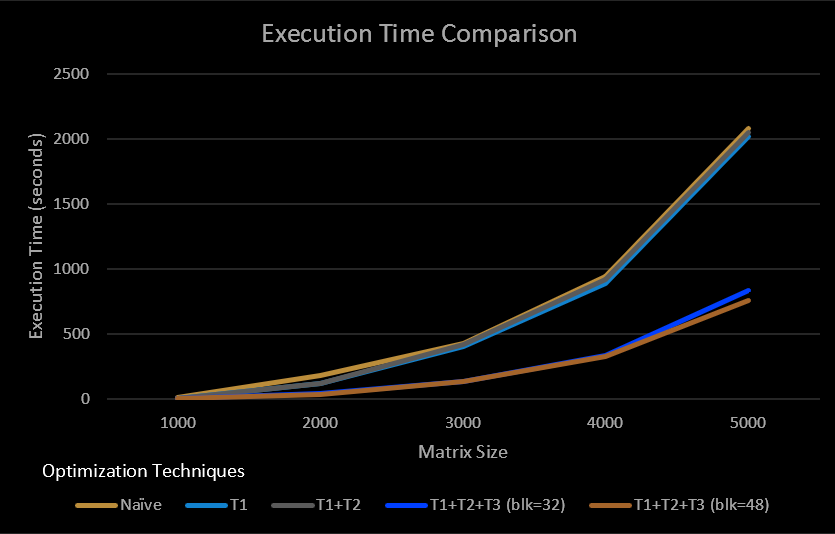 Execution Time Comparison
2500
2000
1500
1000
500
0
Execution Time (seconds)
1000 2000 3000 4000 5000
Matrix Size
Optimization Techniques
Naïve T1 T1+T2 T1+T2+T3 (blk=32) T1+T2+T3 (blk=48)